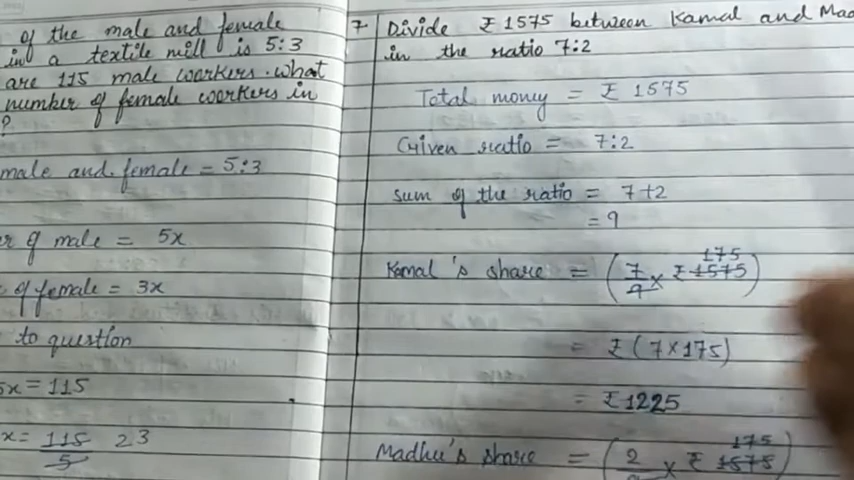 of the male and female
in a textile mill is 5:3
are 115 male workers. what
number of female workers in
?
male and female = 5:3
r of male = 5x
of female = 3x
to question
5x = 115
x = 115 23
5
7 Divide ₹ 1575 between Kamal and Mad
in the ratio 7:2
Total money = ₹ 1575
Given ratio = 7:2
sum of the ratio = 7+2
= 9
175
Kamal's share = (7/9 × ₹ 1575)
= ₹ (7×175)
= ₹ 1225
175
Madhu's share = (2/9 × ₹ 1575)